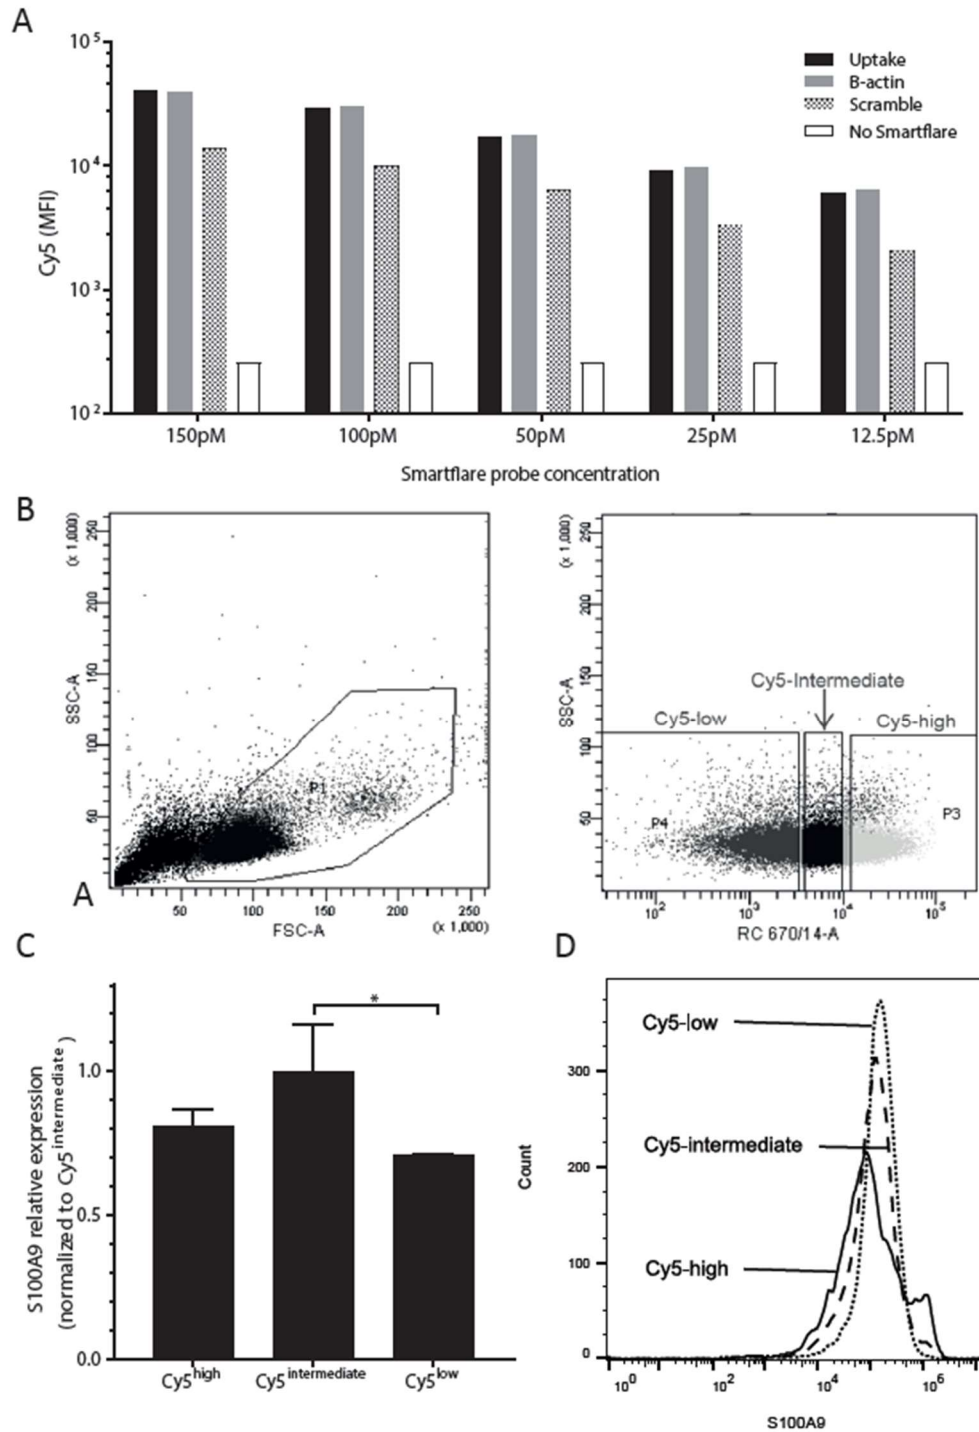 A
10^5
10^4
10^3
10^2
Cy5 (MFI)
Uptake
B-actin
Scramble
No Smartflare
150pM
100pM
50pM
25pM
12.5pM
Smartflare probe concentration
B
(x 1,000)
250
200
150
100
50
SSC-A
P1
A
50
100
150
200
250
FSC-A
(x 1,000)
(x 1,000)
250
200
150
100
50
SSC-A
Cy5-Intermediate
Cy5-low
Cy5-high
P4
P3
10^2
10^3
10^4
10^5
RC 670/14-A
C
S100A9 relative expression
(normalized to Cy5^intermediate)
1.0
0.5
0.0
*
Cy5^high
Cy5^intermediate
Cy5^low
D
Cy5-low
Cy5-intermediate
Cy5-high
Count
300
200
100
0
10^0
10^2
10^4
10^6
S100A9